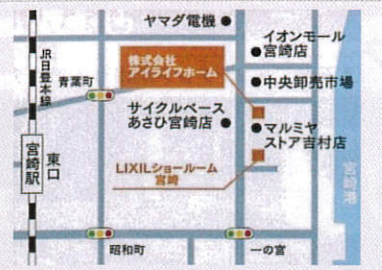 ヤマダ電機
イオンモール
宮崎店
JR日豊本線
株式会社
アイライフホーム
青葉町
中央卸売市場
サイクルベース
あさひ宮崎店
マルミヤ
ストア吉村店
宮崎駅
東口
LIXILショールーム
宮崎
宮崎港
昭和町
一の宮